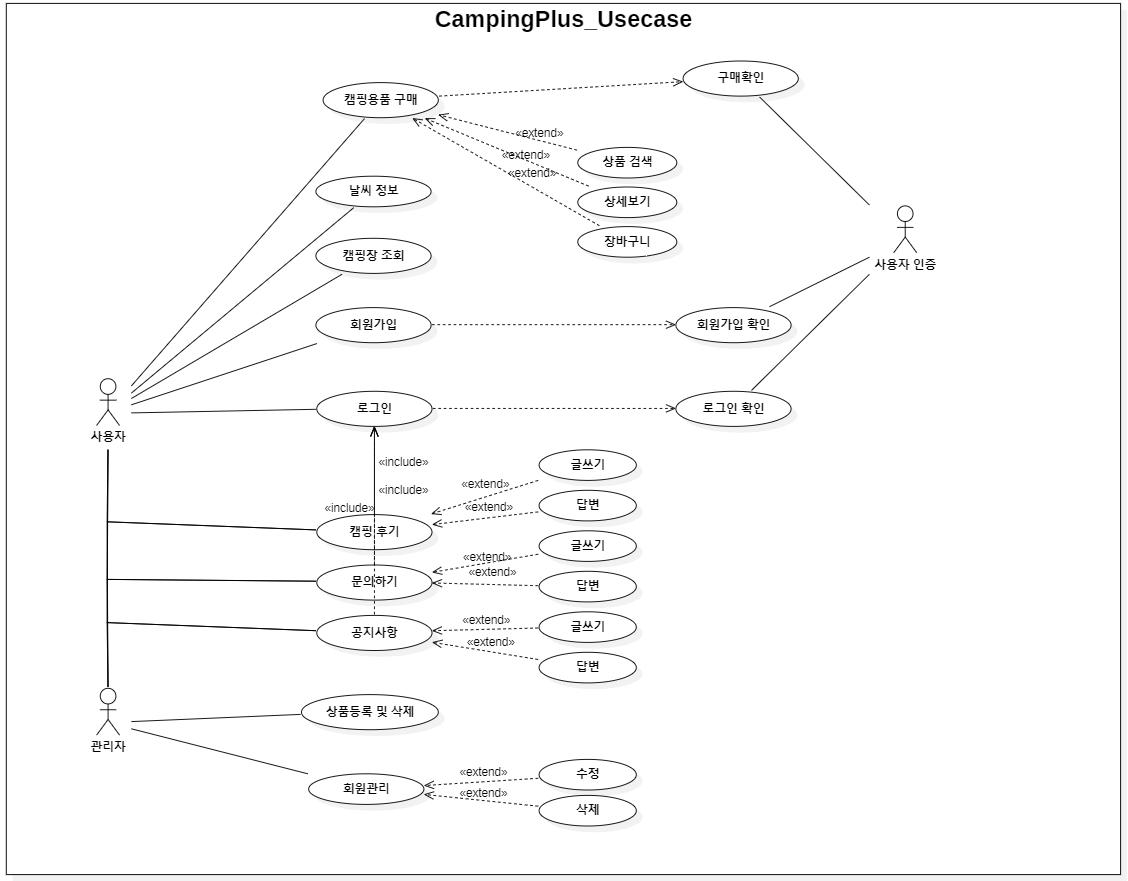 CampingPlus_Usecase
구매확인
캠핑용품 구매
«extend»
상품 검색
«extend»
«extend»
날씨 정보
상세보기
장바구니
캠핑장 조회
사용자 인증
회원가입
회원가입 확인
로그인
로그인 확인
사용자
«include»
글쓰기
«extend»
«include»
«include»
«extend»
답변
캠핑 후기
글쓰기
«extend»
«extend»
문의하기
답변
«extend»
글쓰기
공지사항
«extend»
답변
상품등록 및 삭제
관리자
«extend»
수정
회원관리
«extend»
삭제